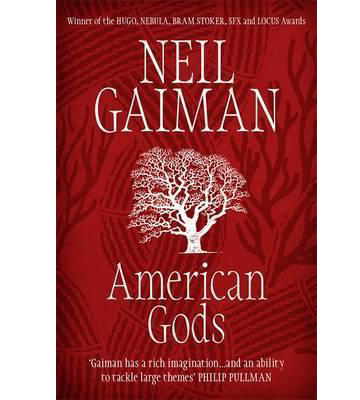 Winner of the HUGO, NEBULA, BRAM STOKER, SFX and LOCUS Awards
NEIL
GAIMAN
American
Gods
‘Gaiman has a rich imagination...and an ability
to tackle large themes’ PHILIP PULLMAN